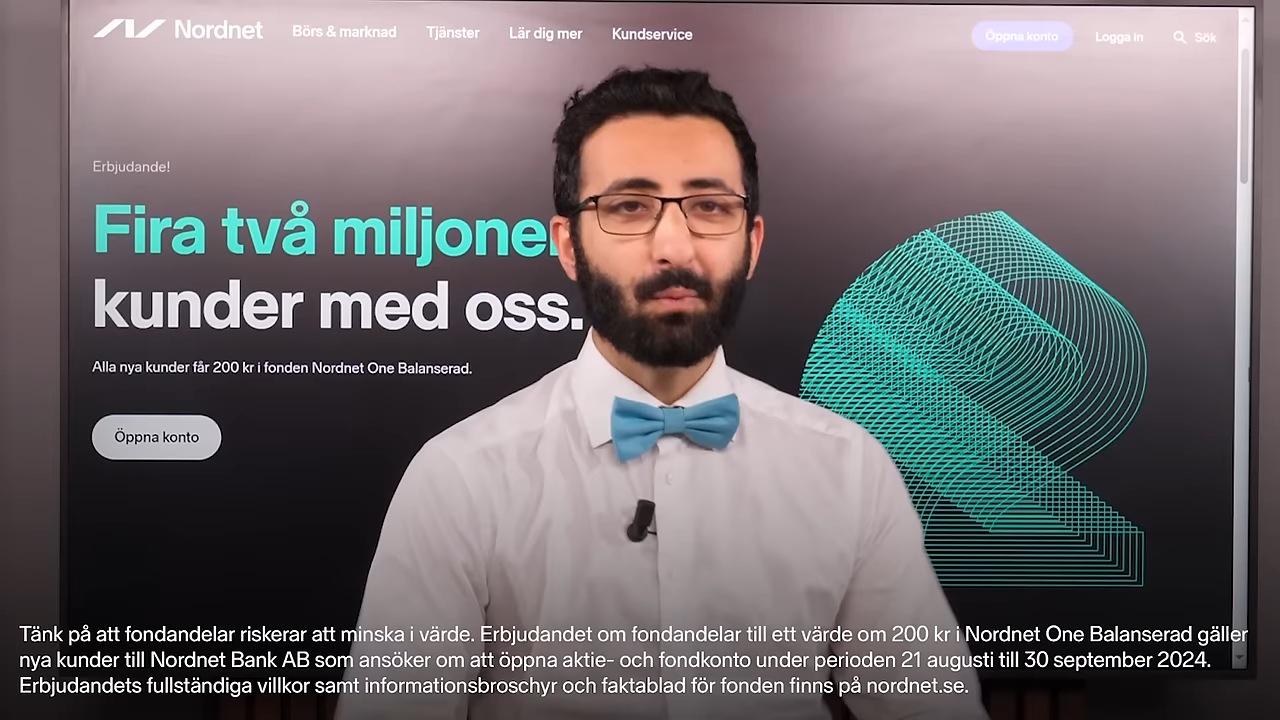 Nordnet Börs & marknad Tjänster Lär dig mer Kundservice Öppna konto Logga in Sök
Erbjudande!
Fira två miljone
kunder med oss.
Alla nya kunder får 200 kr i fonden Nordnet One Balanserad.
Öppna konto
Tänk på att fondandelar riskerar att minska i värde. Erbjudandet om fondandelar till ett värde om 200 kr i Nordnet One Balanserad gäller
nya kunder till Nordnet Bank AB som ansöker om att öppna aktie- och fondkonto under perioden 21 augusti till 30 september 2024.
Erbjudandets fullständiga villkor samt informationsbroschyr och faktablad för fonden finns på nordnet.se.